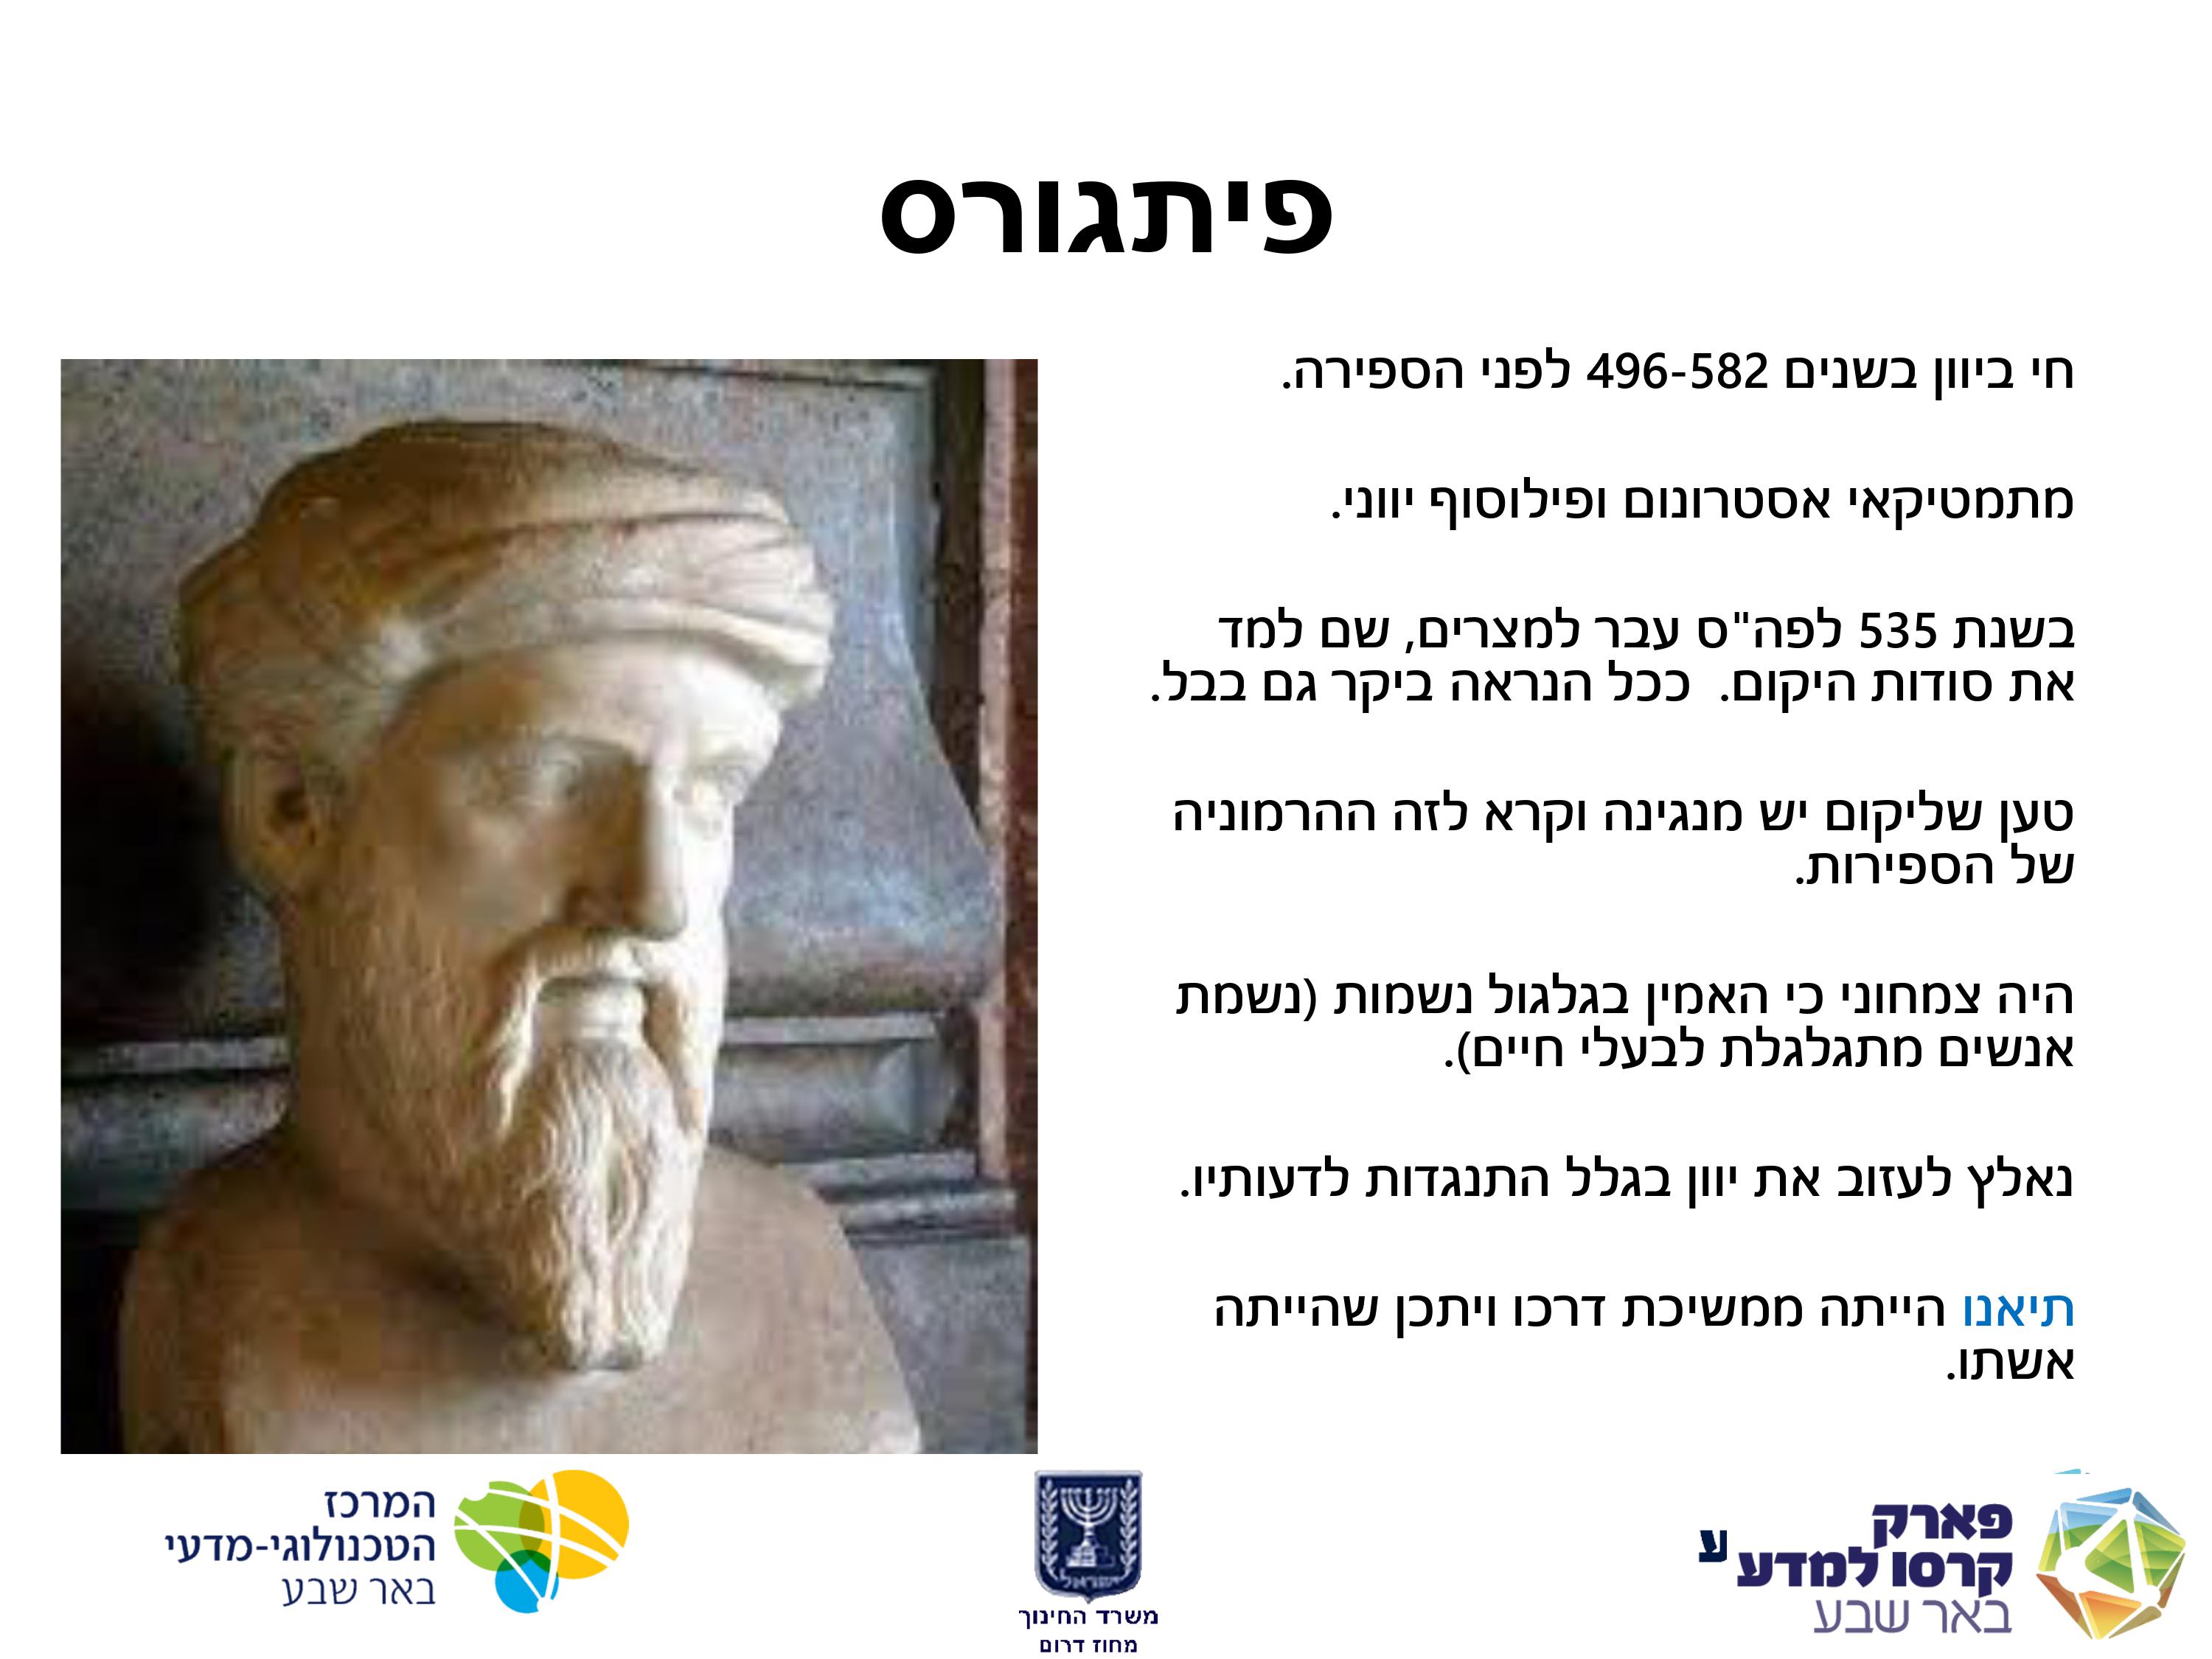 פיתגורס
חי ביוון בשנים 496-582 לפני הספירה.
מתמטיקאי אסטרונום ופילוסוף יווני.
בשנת 535 לפה"ס עבר למצרים, שם למד
את סודות היקום.  ככל הנראה ביקר גם בבל.
טען שליקום יש מנגינה וקרא לזה ההרמוניה
של הספירות.
היה צמחוני כי האמין בגלגול נשמות (נשמת
אנשים מתגלגלת לבעלי חיים).
נאלץ לעזוב את יוון בגלל התנגדות לדעותיו.
תיאנו הייתה ממשיכת דרכו ויתכן שהייתה
אשתו.
פארק
קרסו למדע
ע
באר שבע
ישראל
משרד החינוך
מחוז דרום
המרכז
הטכנולוגי-מדעי
באר שבע